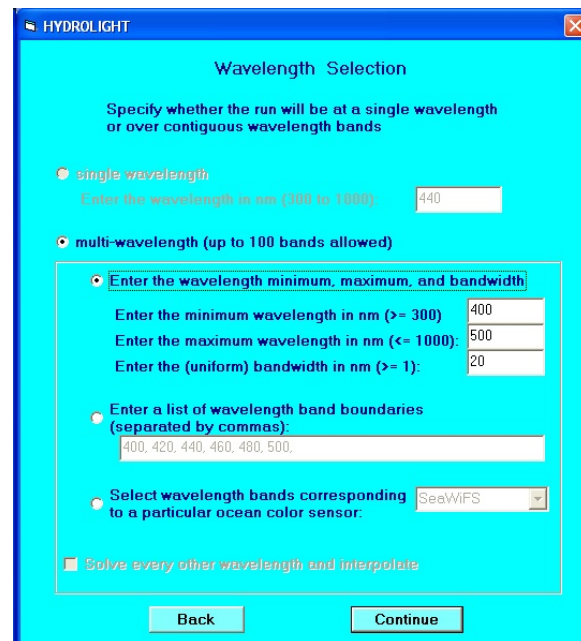 HYDROLIGHT
Wavelength Selection
Specify whether the run will be at a single wavelength
or over contiguous wavelength bands
single wavelength
Enter the wavelength in nm (300 to 1000): 440
multi-wavelength (up to 100 bands allowed)
Enter the wavelength minimum, maximum, and bandwidth
Enter the minimum wavelength in nm (>= 300) 400
Enter the maximum wavelength in nm (<= 1000): 500
Enter the (uniform) bandwidth in nm (>= 1): 20
Enter a list of wavelength band boundaries
(separated by commas):
400, 420, 440, 460, 480, 500,
Select wavelength bands corresponding SeaWiFS
to a particular ocean color sensor:
Solve every other wavelength and interpolate
Back Continue